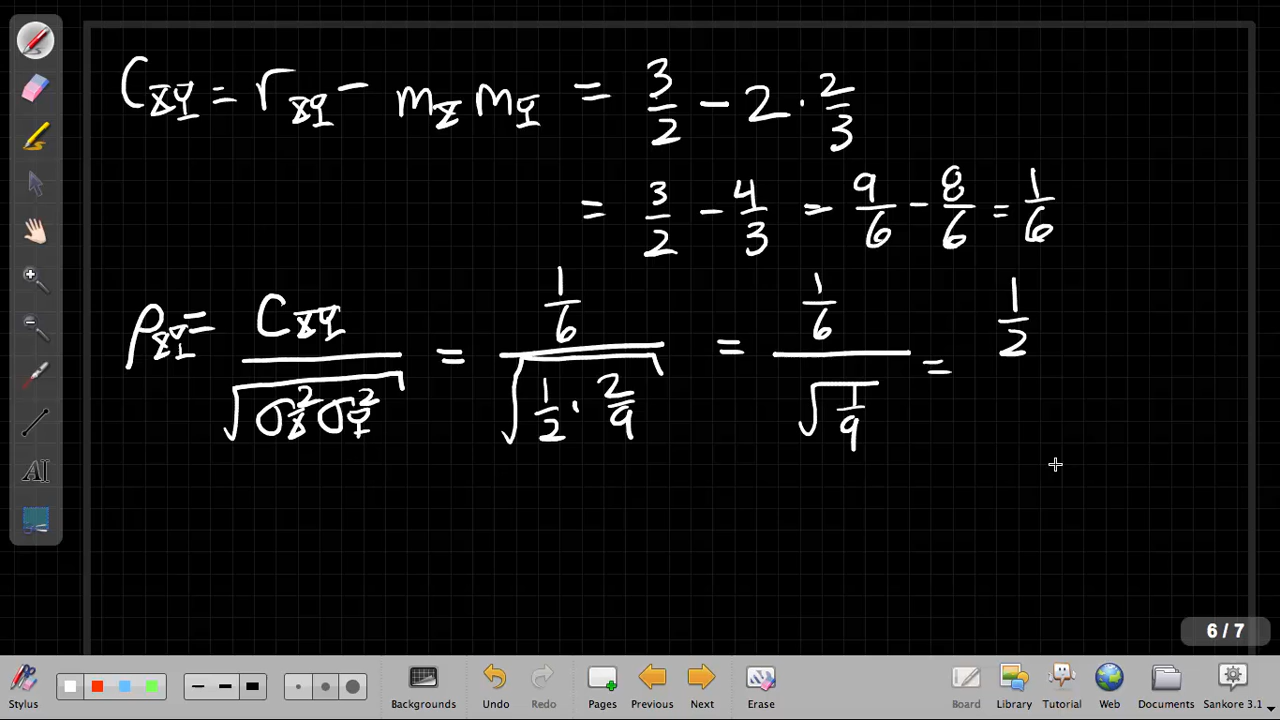 C_XY = r_XY - m_X m_Y = 3/2 - 2 · 2/3
= 3/2 - 4/3 = 9/6 - 8/6 = 1/6
ρ_XY = C_XY / √(σ_X² σ_Y²) = (1/6) / √(1/2 · 2/9) = (1/6) / √(1/9) = 1/2
6 / 7
Stylus Backgrounds Undo Redo Pages Previous Next Erase Board Library Tutorial Web Documents Sankore 3.1